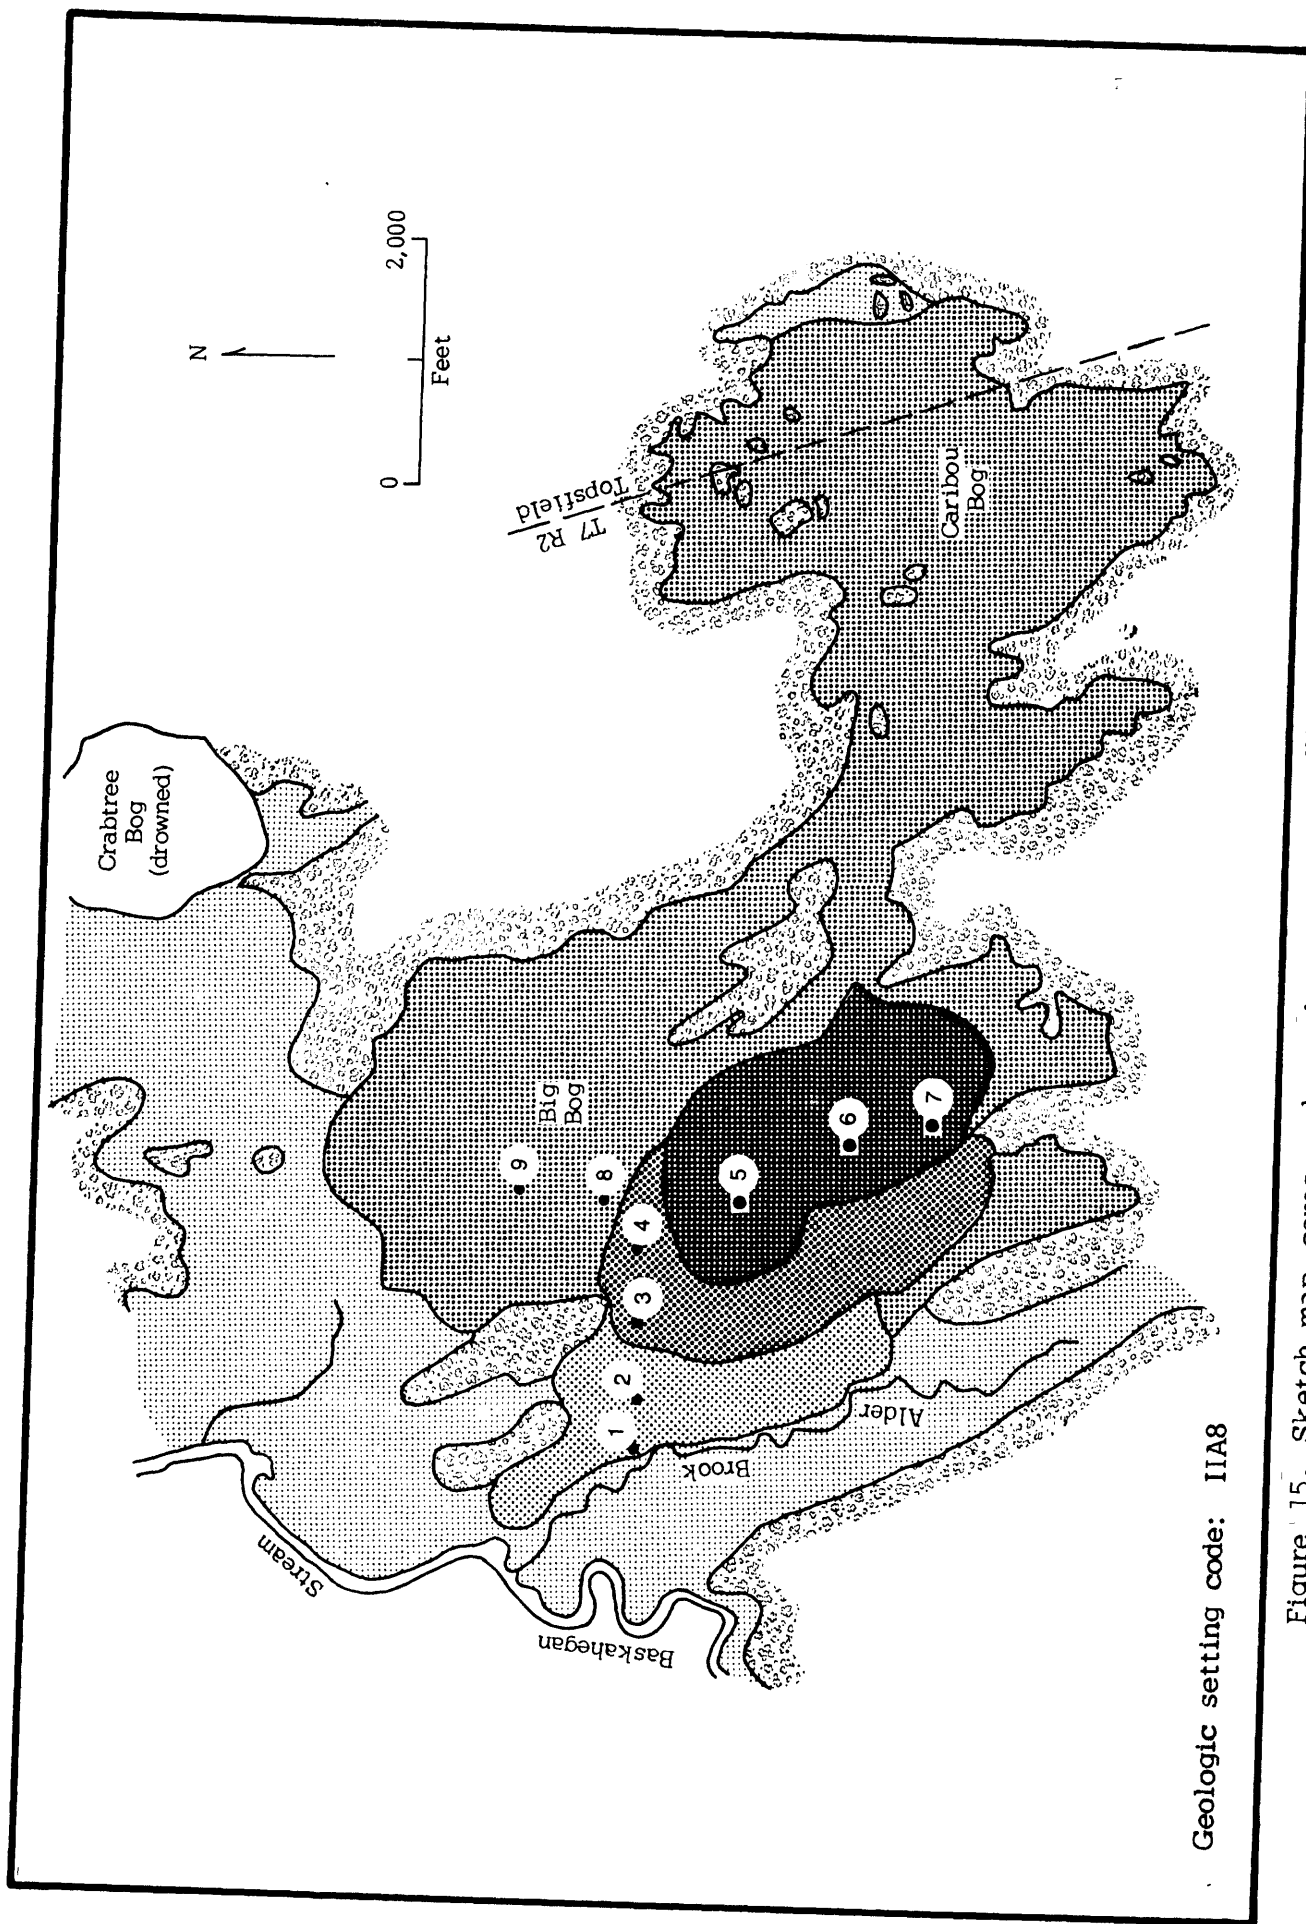 Crabtree
Bog
(drowned)
N
0
2,000
Feet
T7 R2
Topsfield
Stream
Baskahegan
Brook
Alder
Big
Bog
Caribou
Bog
1
2
3
4
5
6
7
8
9
Geologic setting code: IIA8
Figure 15. Sketch map